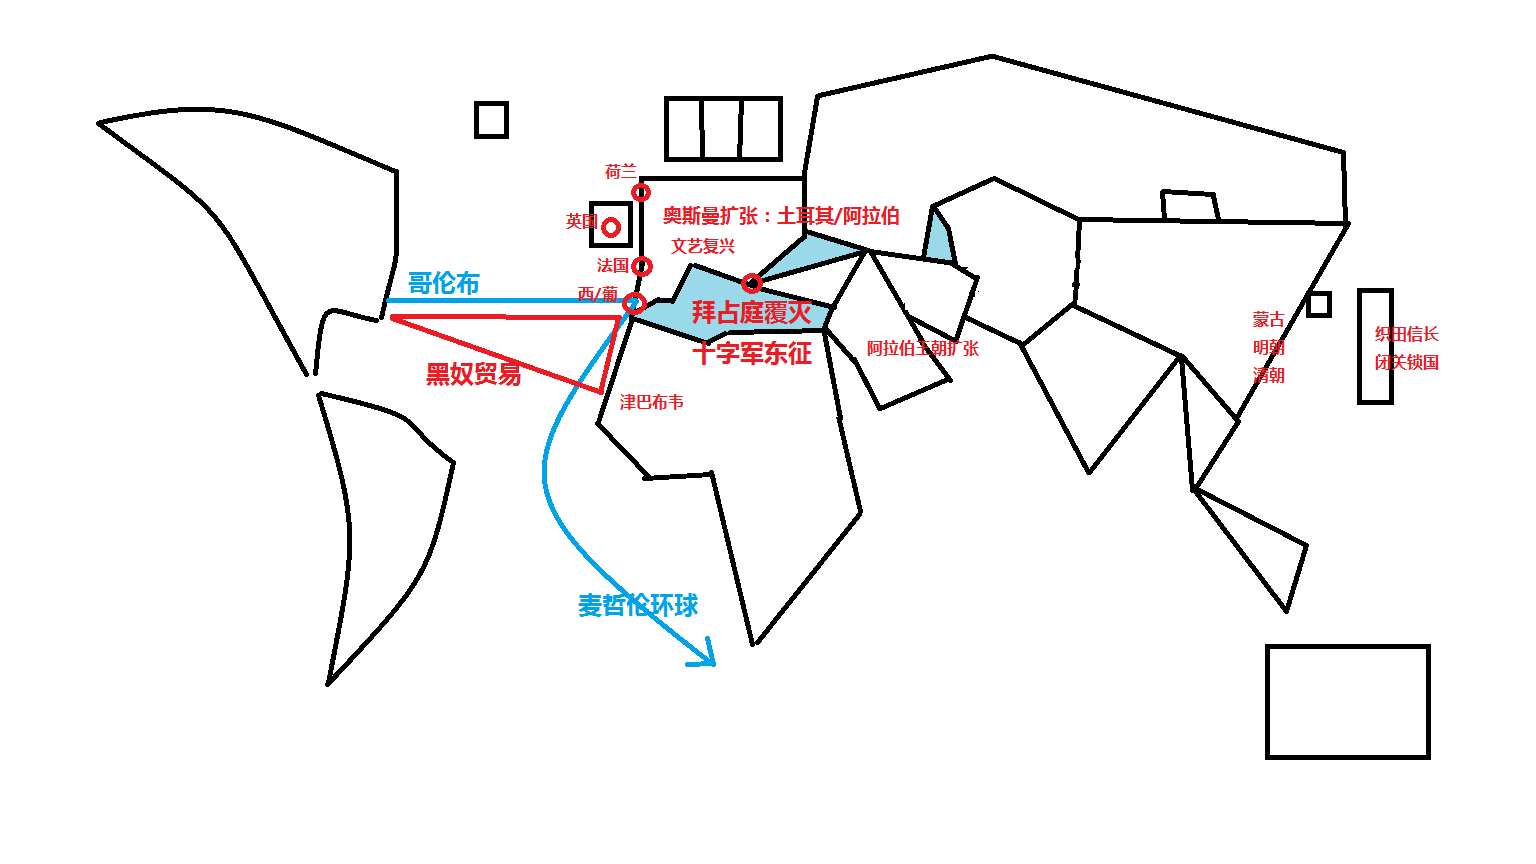 荷兰
英国
奥斯曼扩张：土耳其/阿拉伯
文艺复兴
法国
哥伦布
西/葡
拜占庭覆灭
十字军东征
黑奴贸易
津巴布韦
阿拉伯王朝扩张
蒙古
明朝
清朝
织田信长
闭关锁国
麦哲伦环球